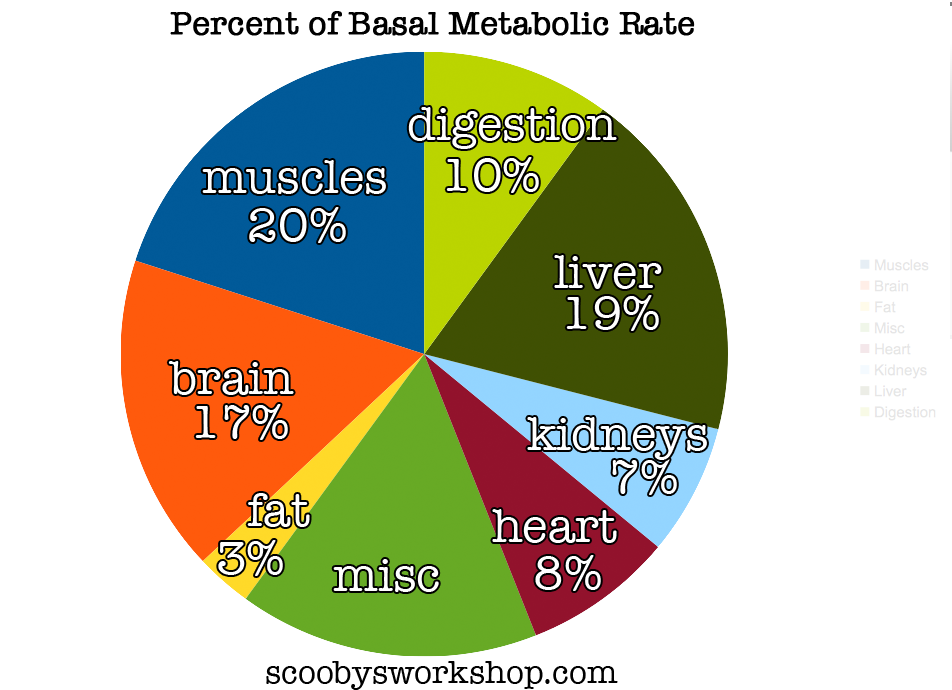 Percent of Basal Metabolic Rate
digestion
10%
muscles
20%
liver
19%
brain
17%
kidneys
7%
fat
3%
heart
8%
misc
Muscles
Brain
Fat
Misc
Heart
Kidneys
Liver
Digestion
scoobysworkshop.com